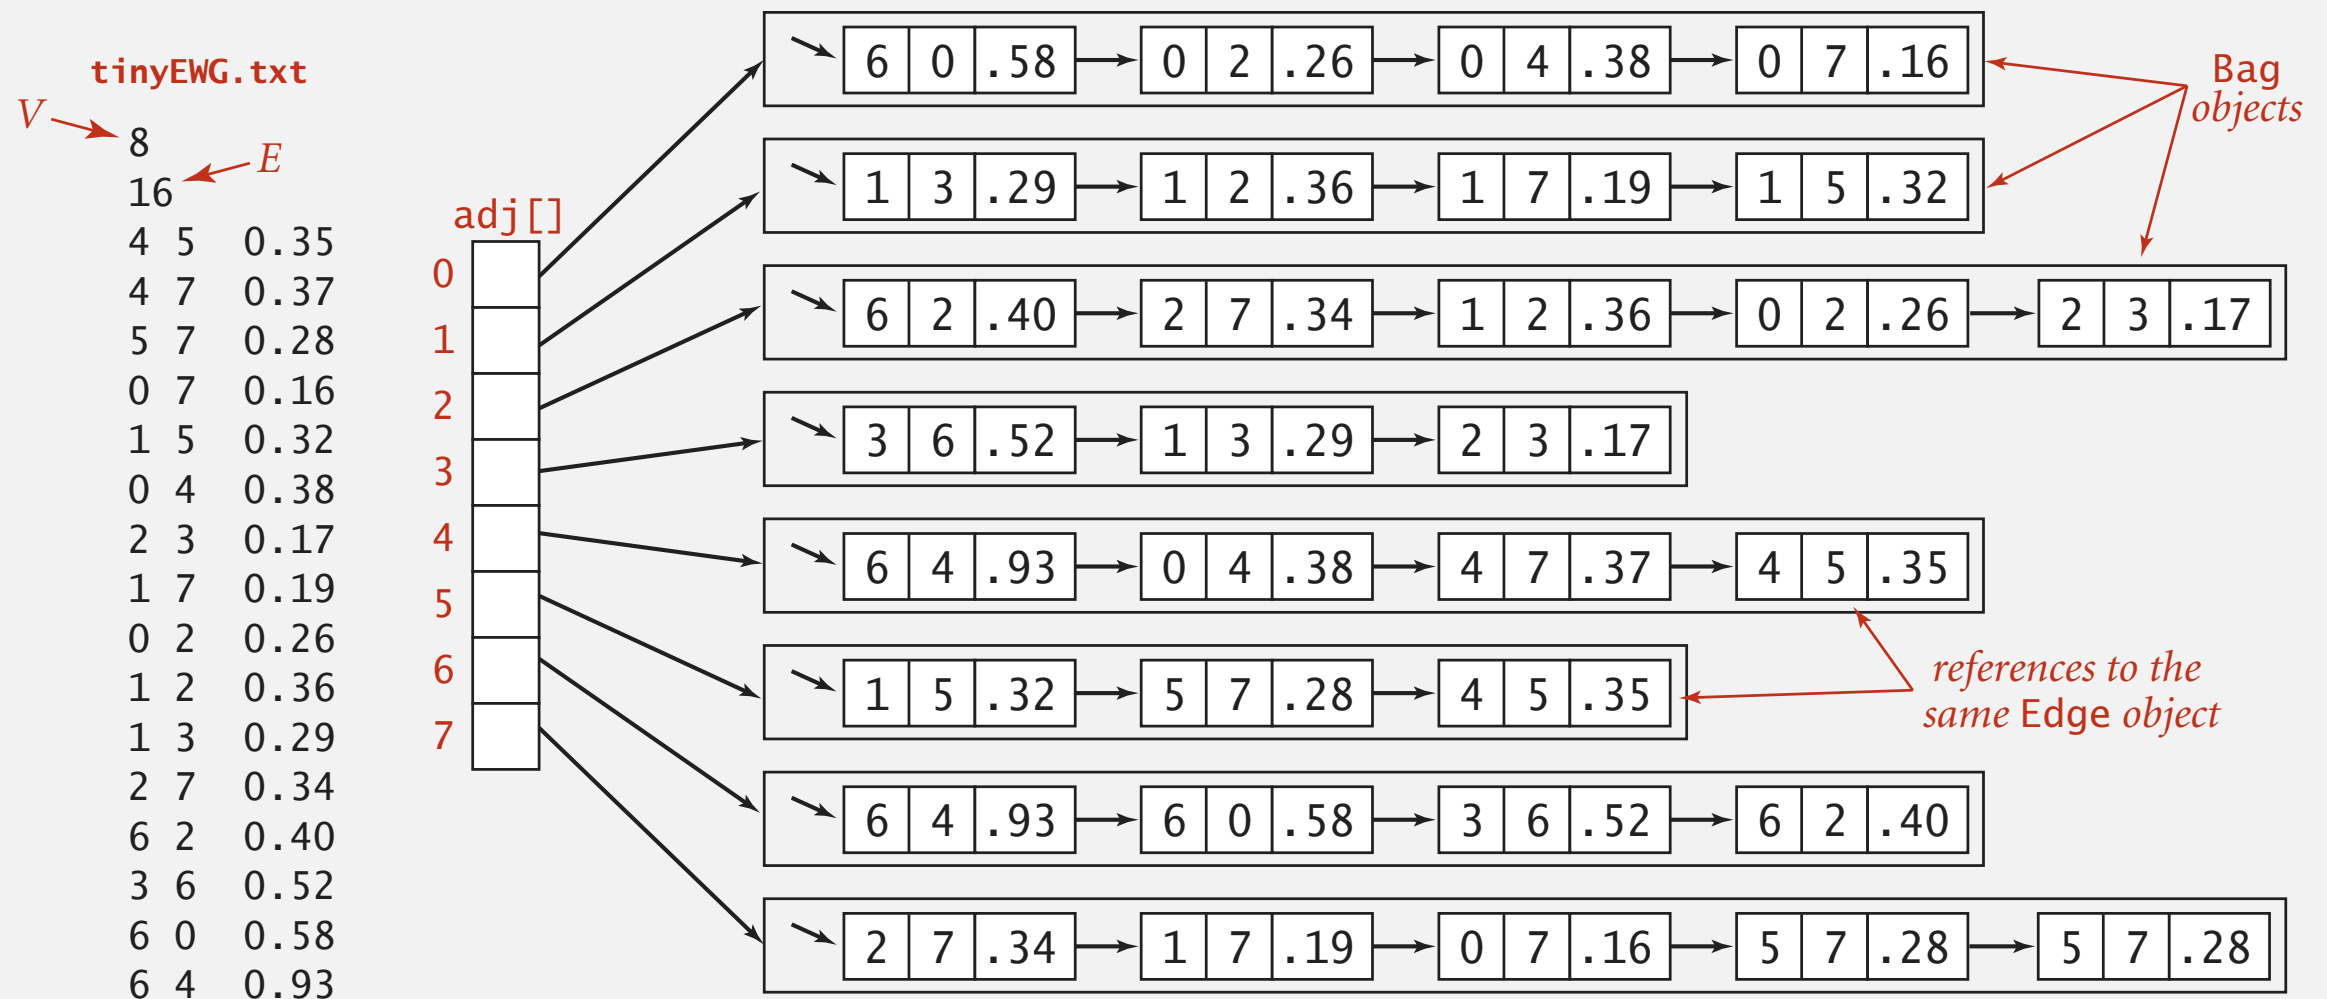 tinyEWG.txt
V
8
E
16
4 5 0.35
4 7 0.37
5 7 0.28
0 7 0.16
1 5 0.32
0 4 0.38
2 3 0.17
1 7 0.19
0 2 0.26
1 2 0.36
1 3 0.29
2 7 0.34
6 2 0.40
3 6 0.52
6 0 0.58
6 4 0.93
adj[]
0
1
2
3
4
5
6
7
6 0 .58 0 2 .26 0 4 .38 0 7 .16
1 3 .29 1 2 .36 1 7 .19 1 5 .32
6 2 .40 2 7 .34 1 2 .36 0 2 .26 2 3 .17
3 6 .52 1 3 .29 2 3 .17
6 4 .93 0 4 .38 4 7 .37 4 5 .35
1 5 .32 5 7 .28 4 5 .35
6 4 .93 6 0 .58 3 6 .52 6 2 .40
2 7 .34 1 7 .19 0 7 .16 5 7 .28 5 7 .28
Bag
objects
references to the
same Edge object